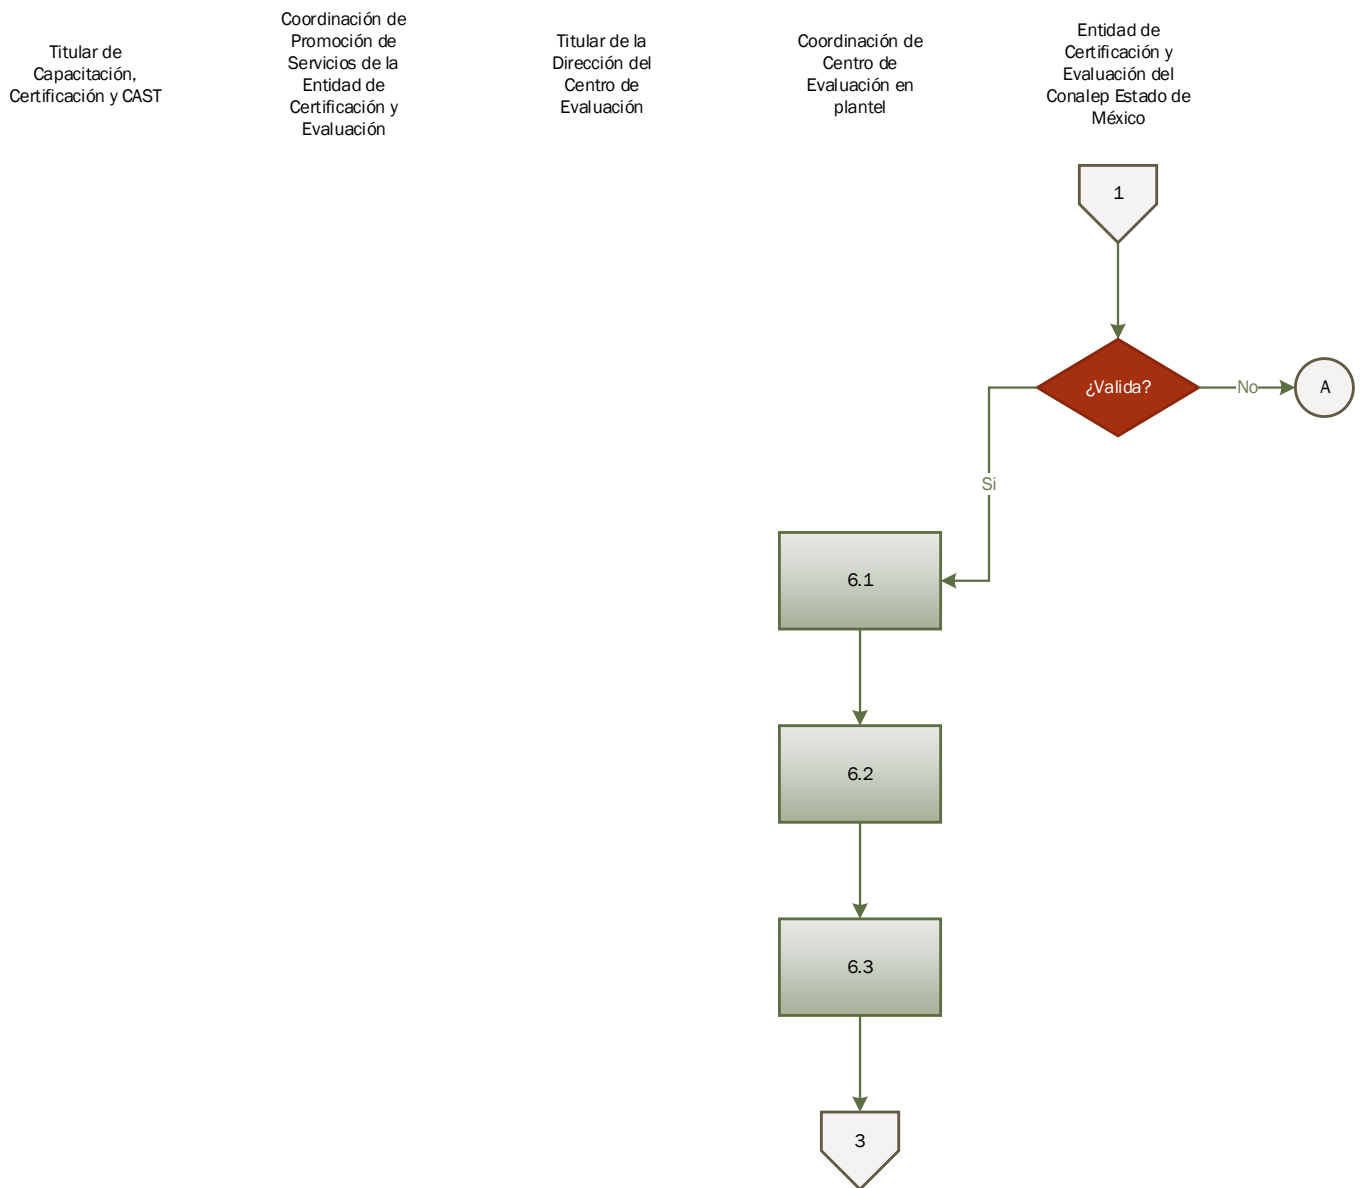 Titular de
Capacitación,
Certificación y CAST
Coordinación de
Promoción de
Servicios de la
Entidad de
Certificación y
Evaluación
Titular de la
Dirección del
Centro de
Evaluación
Coordinación de
Centro de
Evaluación en
plantel
Entidad de
Certificación y
Evaluación del
Conalep Estado de
México
1
¿Valida?
No
A
Si
6.1
6.2
6.3
3